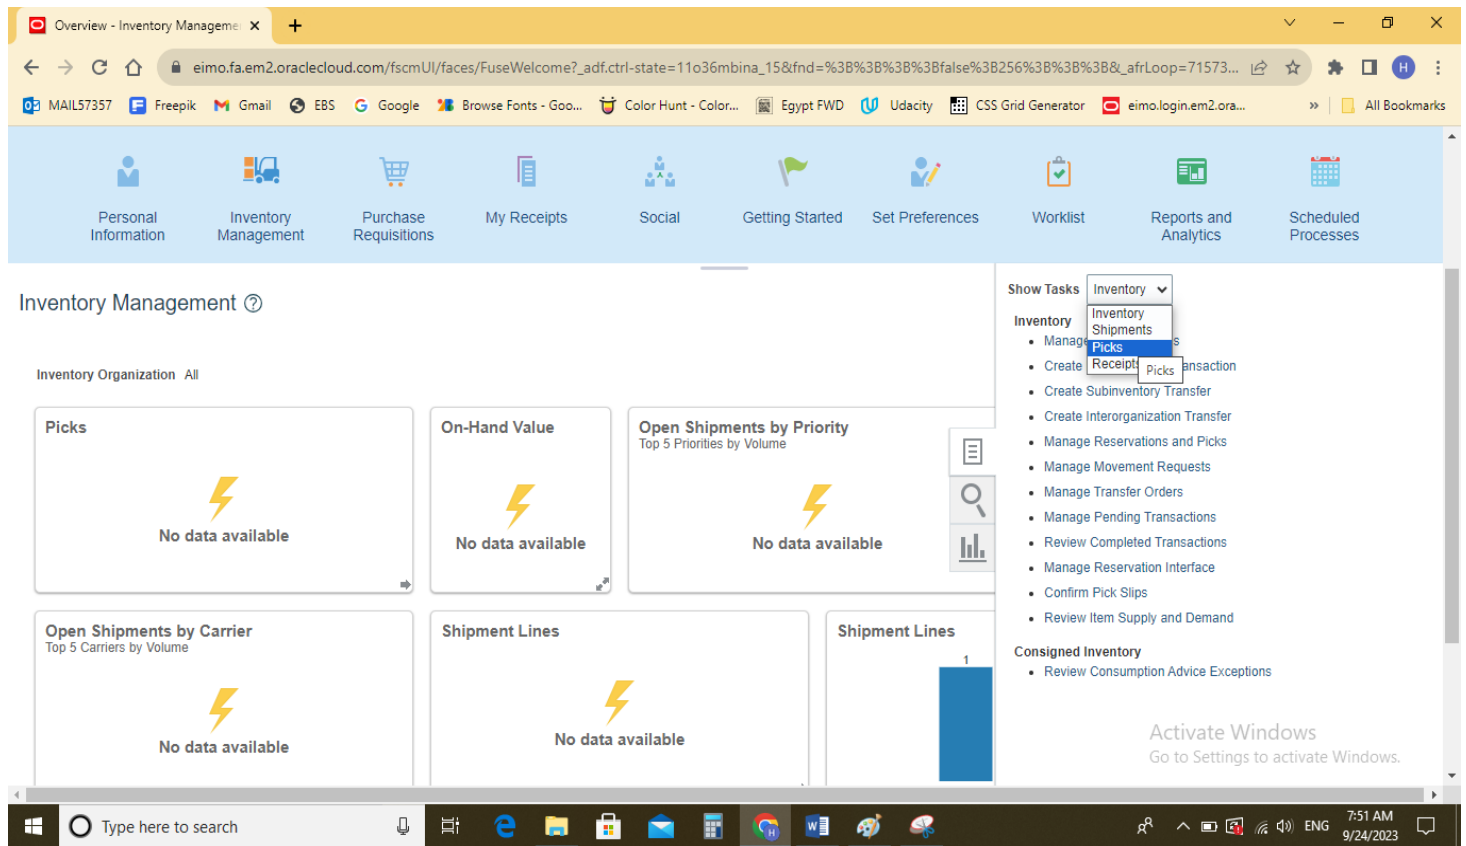 Overview - Inventory Manageme
eimo.fa.em2.oraclecloud.com/fscmUI/faces/FuseWelcome?_adf.ctrl-state=11o36mbina_15&fnd=%3B%3B%3B%3Bfalse%3B256%3B%3B%3B&_afrLoop=71573...
H
MAIL57357 Freepik Gmail EBS Google Browse Fonts - Goo... Color Hunt - Color... Egypt FWD Udacity CSS Grid Generator eimo.login.em2.ora... » All Bookmarks
Personal Information
Inventory Management
Purchase Requisitions
My Receipts
Social
Getting Started
Set Preferences
Worklist
Reports and Analytics
Scheduled Processes
Inventory Management
Inventory Organization All
Picks
No data available
On-Hand Value
No data available
Open Shipments by Priority
Top 5 Priorities by Volume
No data available
Open Shipments by Carrier
Top 5 Carriers by Volume
No data available
Shipment Lines
No data available
Shipment Lines
1
Show Tasks Inventory
Inventory
Shipments
Picks
Receipts
Picks
Inventory
Manage
Create ansaction
Create Subinventory Transfer
Create Interorganization Transfer
Manage Reservations and Picks
Manage Movement Requests
Manage Transfer Orders
Manage Pending Transactions
Review Completed Transactions
Manage Reservation Interface
Confirm Pick Slips
Review Item Supply and Demand
Consigned Inventory
Review Consumption Advice Exceptions
Activate Windows
Go to Settings to activate Windows.
Type here to search
ENG
7:51 AM
9/24/2023